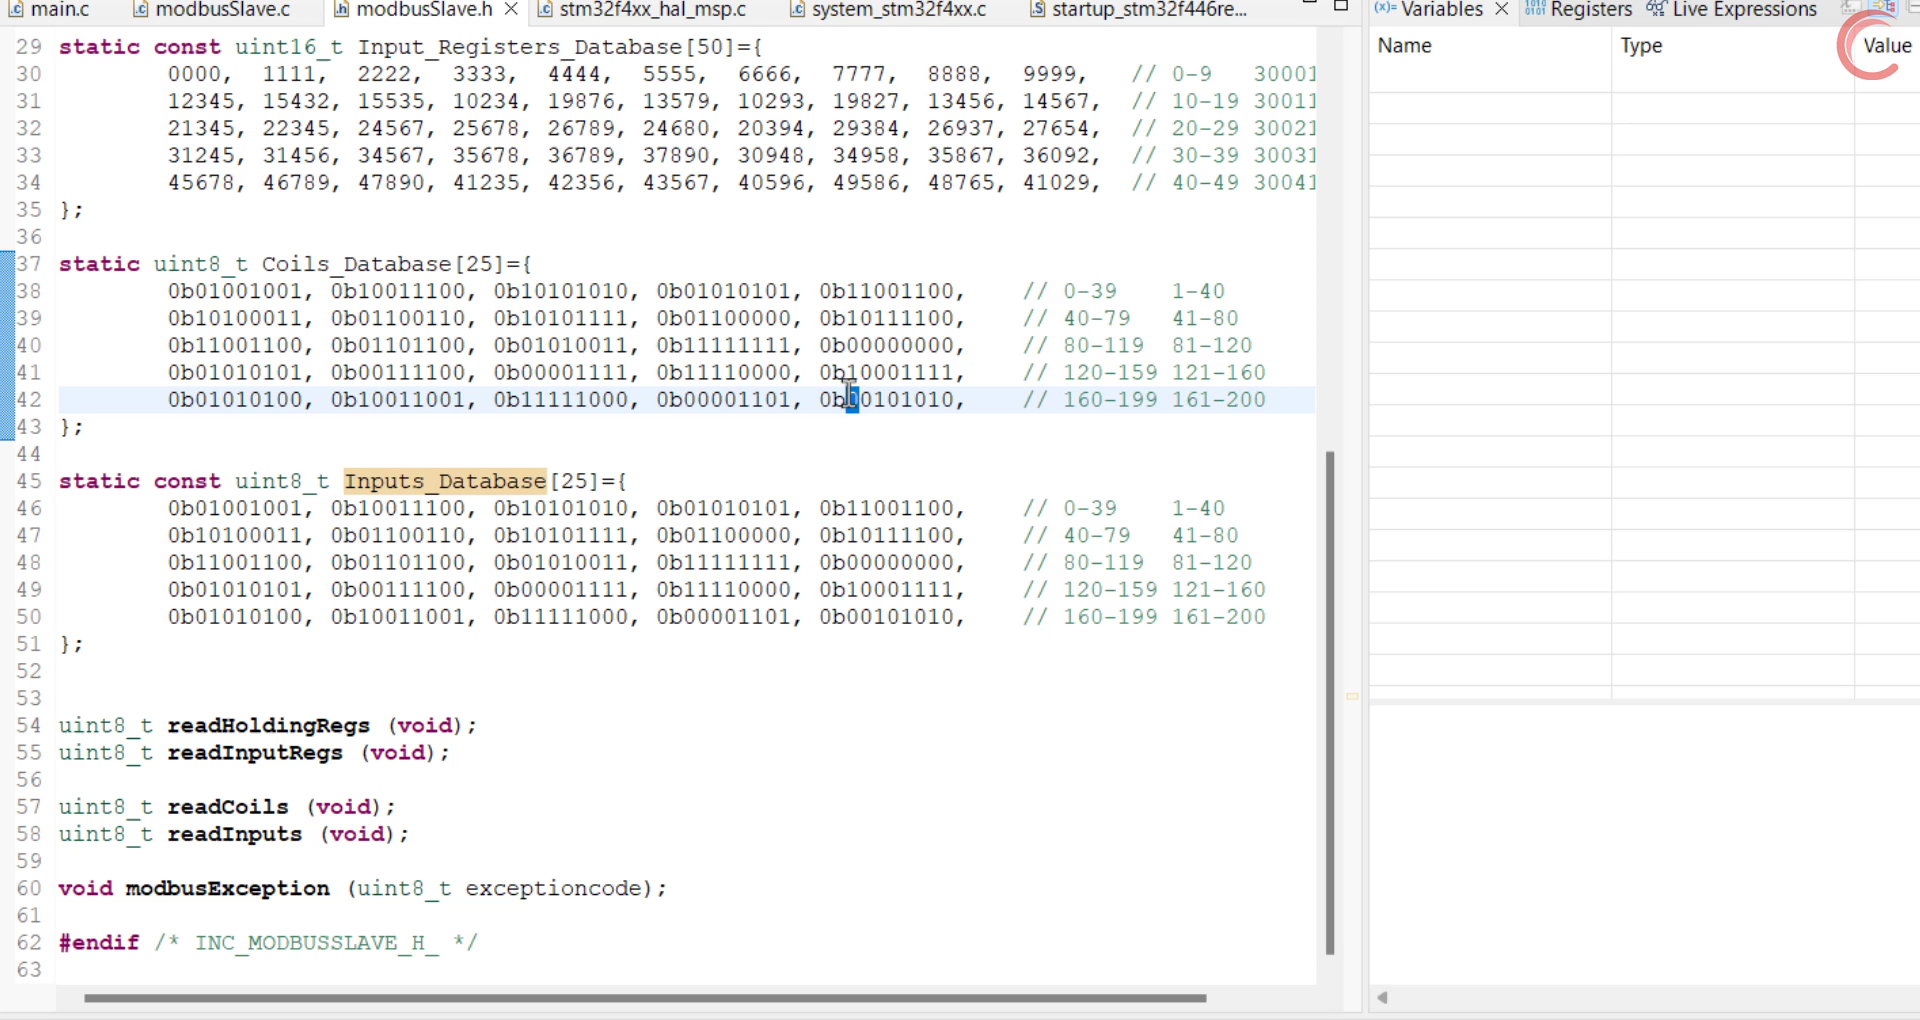 main.c modbusSlave.c modbusSlave.h stm32f4xx_hal_msp.c system_stm32f4xx.c startup_stm32f446re... (x)= Variables Registers Live Expressions
Name Type Value
29 static const uint16_t Input_Registers_Database[50]={
30 0000, 1111, 2222, 3333, 4444, 5555, 6666, 7777, 8888, 9999, // 0-9 30001
31 12345, 15432, 15535, 10234, 19876, 13579, 10293, 19827, 13456, 14567, // 10-19 30011
32 21345, 22345, 24567, 25678, 26789, 24680, 20394, 29384, 26937, 27654, // 20-29 30021
33 31245, 31456, 34567, 35678, 36789, 37890, 30948, 34958, 35867, 36092, // 30-39 30031
34 45678, 46789, 47890, 41235, 42356, 43567, 40596, 49586, 48765, 41029, // 40-49 30041
35 };
36
37 static uint8_t Coils_Database[25]={
38 0b01001001, 0b10011100, 0b10101010, 0b01010101, 0b11001100, // 0-39 1-40
39 0b10100011, 0b01100110, 0b10101111, 0b01100000, 0b10111100, // 40-79 41-80
40 0b11001100, 0b01101100, 0b01010011, 0b11111111, 0b00000000, // 80-119 81-120
41 0b01010101, 0b00111100, 0b00001111, 0b11110000, 0b10001111, // 120-159 121-160
42 0b01010100, 0b10011001, 0b11111000, 0b00001101, 0b00101010, // 160-199 161-200
43 };
44
45 static const uint8_t Inputs_Database[25]={
46 0b01001001, 0b10011100, 0b10101010, 0b01010101, 0b11001100, // 0-39 1-40
47 0b10100011, 0b01100110, 0b10101111, 0b01100000, 0b10111100, // 40-79 41-80
48 0b11001100, 0b01101100, 0b01010011, 0b11111111, 0b00000000, // 80-119 81-120
49 0b01010101, 0b00111100, 0b00001111, 0b11110000, 0b10001111, // 120-159 121-160
50 0b01010100, 0b10011001, 0b11111000, 0b00001101, 0b00101010, // 160-199 161-200
51 };
52
53
54 uint8_t readHoldingRegs (void);
55 uint8_t readInputRegs (void);
56
57 uint8_t readCoils (void);
58 uint8_t readInputs (void);
59
60 void modbusException (uint8_t exceptioncode);
61
62 #endif /* INC_MODBUSSLAVE_H_ */
63